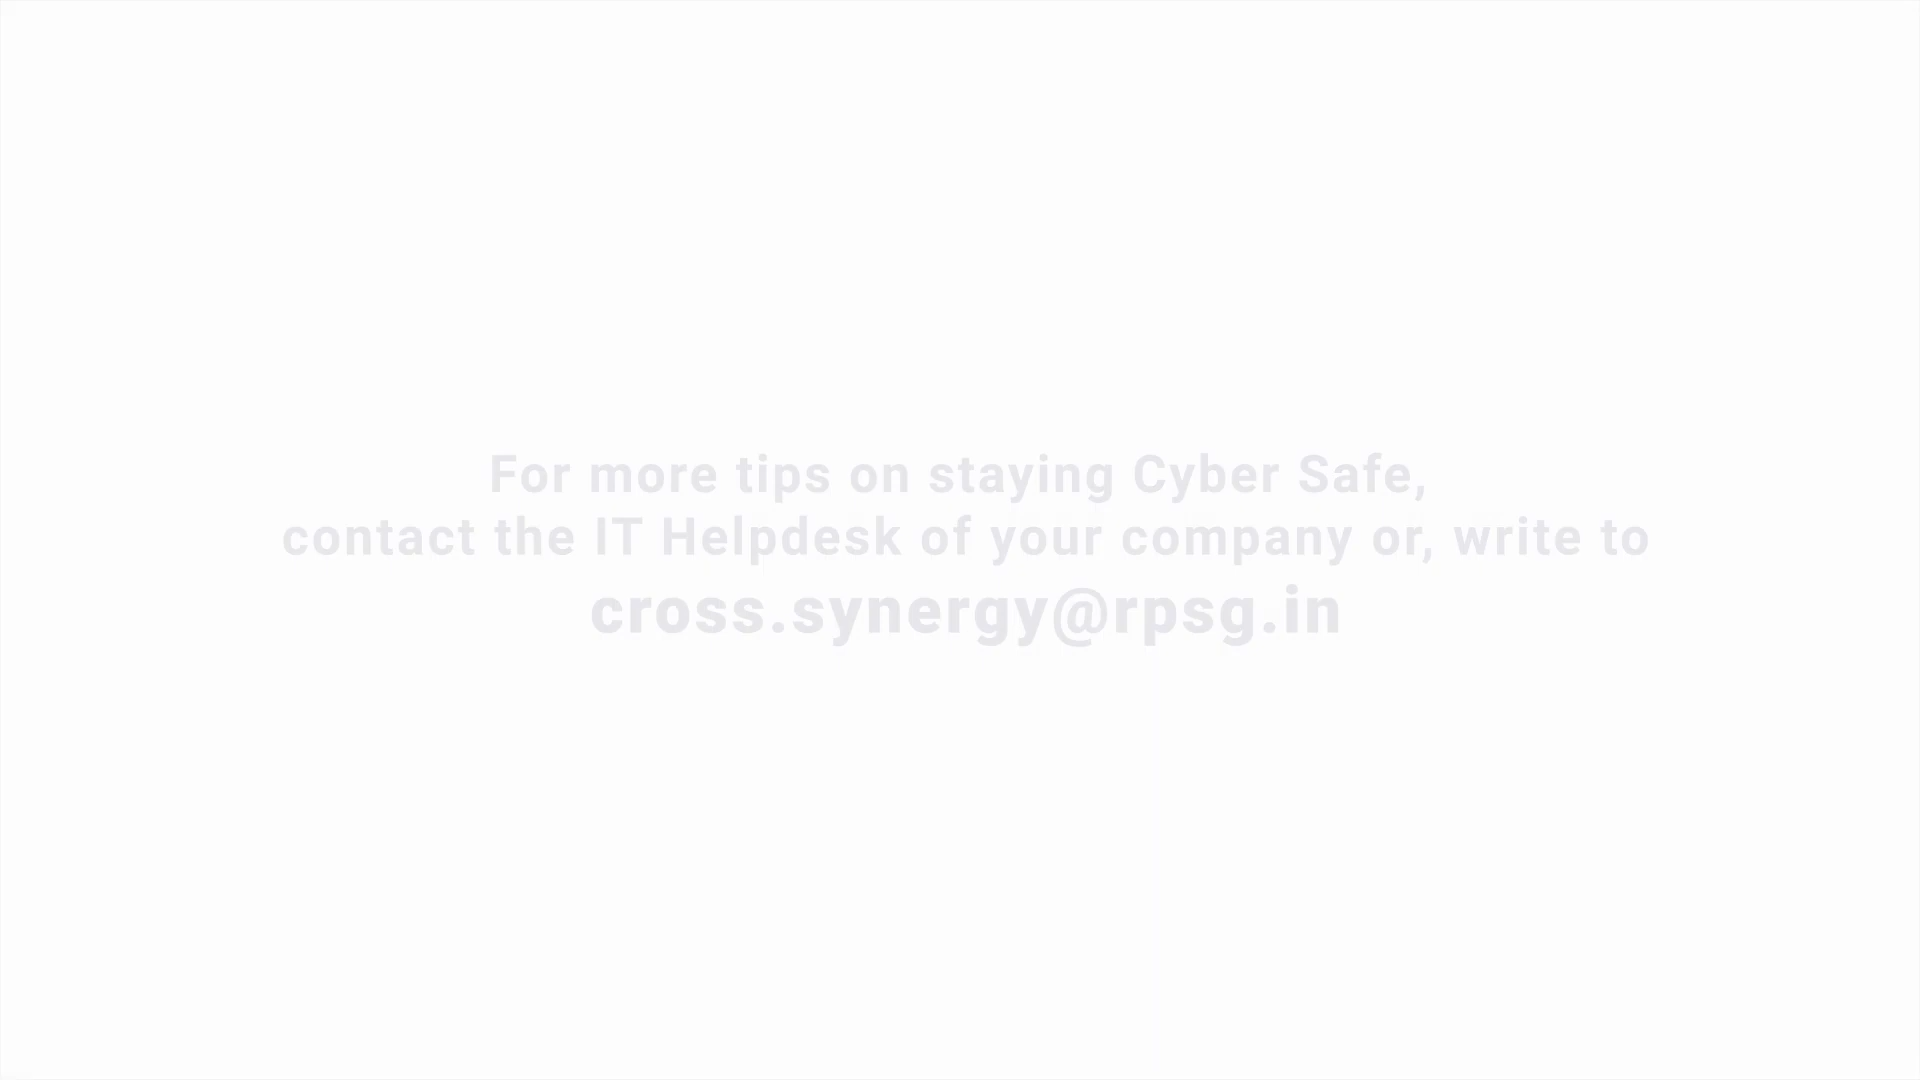 For more tips on staying Cyber Safe,
contact the IT Helpdesk of your company or, write to
cross.synergy@rpsg.in